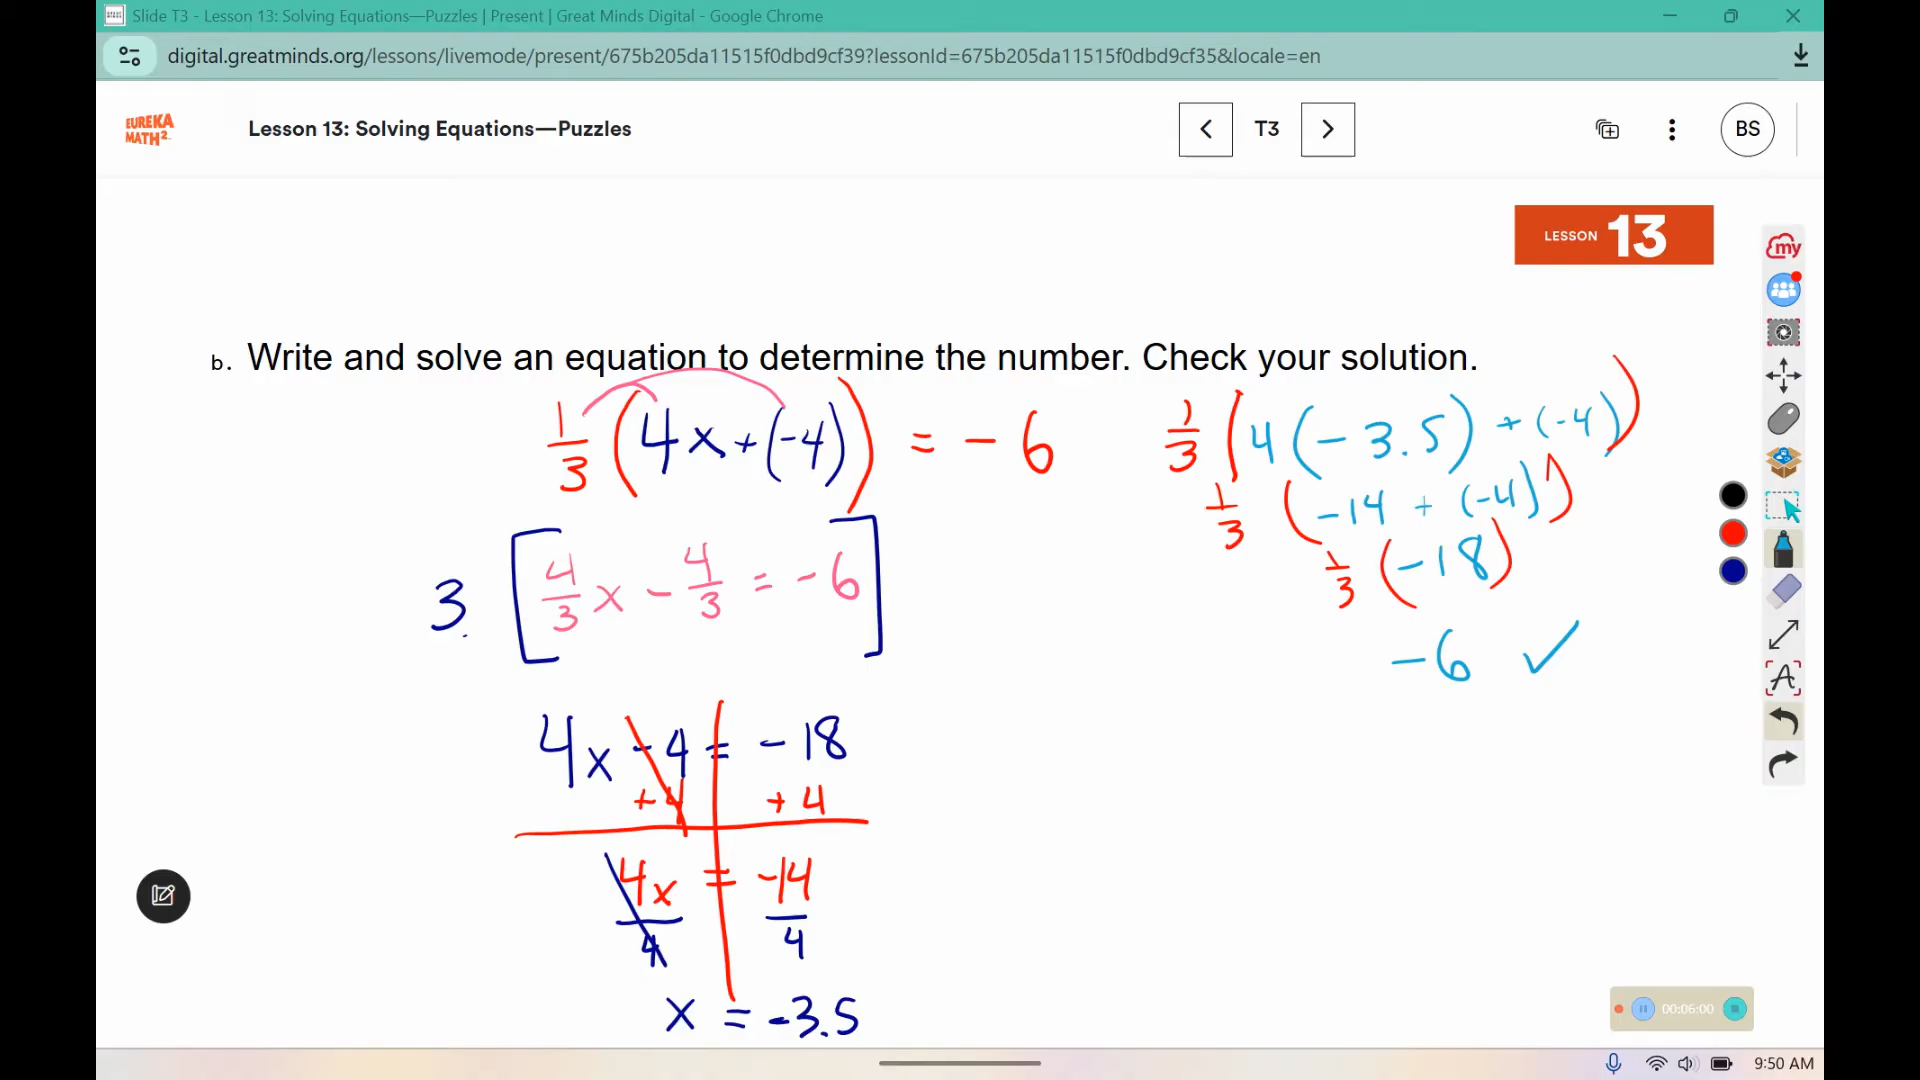 Slide T3 - Lesson 13: Solving Equations—Puzzles | Present | Great Minds Digital - Google Chrome
digital.greatminds.org/lessons/livemode/present/675b205da11515f0dbd9cf39?lessonId=675b205da11515f0dbd9cf35&locale=en
EUREKA MATH²
Lesson 13: Solving Equations—Puzzles
T3
BS
LESSON 13
my
b. Write and solve an equation to determine the number. Check your solution.
1/3 (4x + (-4)) = -6
3 [4/3 x - 4/3 = -6]
4x - 4 = -18
+4 +4
4x/4 = -14/4
x = -3.5
1/3 (4(-3.5) + (-4))
1/3 (-14 + (-4))
1/3 (-18)
-6 ✓
A
00:06:00
9:50 AM